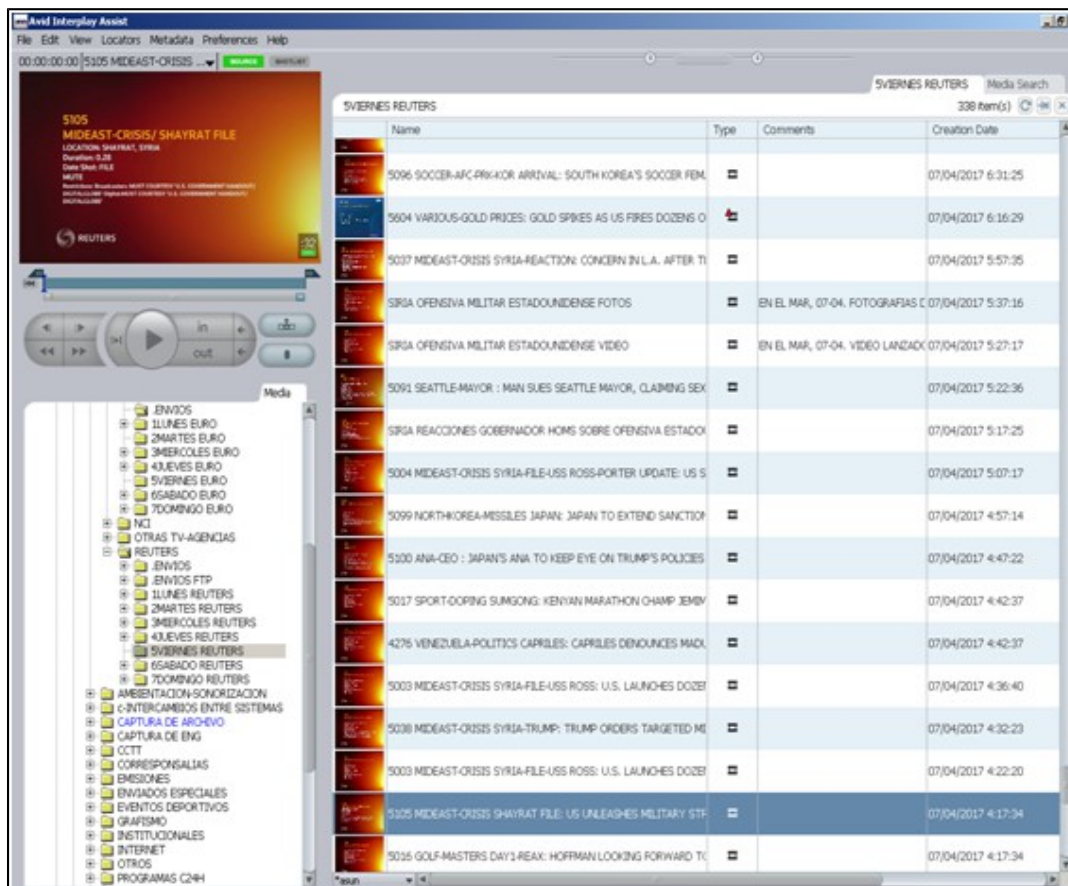 Avid Interplay Assist
File Edit View Locators Metadata Preferences Help
00:00:00:00 5105 MIDEAST-CRISIS ... SOURCE SHOTLIST
5105
MIDEAST-CRISIS/ SHAYRAT FILE
LOCATION: SHAYRAT, SYRIA
Duration: 0.28
Date Shot: FILE
MUTE
Restrictions: Broadcasters: MUST COURTESY 'U.S. GOVERNMENT HANDOUT/
DIGITALGLOBE' Digital: MUST COURTESY 'U.S. GOVERNMENT HANDOUT/
DIGITALGLOBE'
REUTERS
:32
in
out
Media
.ENVIOS
1LUNES EURO
2MARTES EURO
3MIERCOLES EURO
4JUEVES EURO
5VIERNES EURO
6SABADO EURO
7DOMINGO EURO
NCI
OTRAS TV-AGENCIAS
REUTERS
.ENVIOS
.ENVIOS FTP
1LUNES REUTERS
2MARTES REUTERS
3MIERCOLES REUTERS
4JUEVES REUTERS
5VIERNES REUTERS
6SABADO REUTERS
7DOMINGO REUTERS
AMBIENTACION-SONORIZACION
c-INTERCAMBIOS ENTRE SISTEMAS
CAPTURA DE ARCHIVO
CAPTURA DE ENG
CCTT
CORRESPONSALIAS
EMISIONES
ENVIADOS ESPECIALES
EVENTOS DEPORTIVOS
GRAFISMO
INSTITUCIONALES
INTERNET
OTROS
PROGRAMAS C24H
5VIERNES REUTERS Media Search
5VIERNES REUTERS 338 item(s)
Name Type Comments Creation Date
5096 SOCCER-AFC-PRK-KOR ARRIVAL: SOUTH KOREA'S SOCCER FEM. 07/04/2017 6:31:25
5604 VARIOUS-GOLD PRICES: GOLD SPIKES AS US FIRES DOZENS O 07/04/2017 6:16:29
5037 MIDEAST-CRISIS SYRIA-REACTION: CONCERN IN L.A. AFTER 07/04/2017 5:57:35
SIRIA OFENSIVA MILITAR ESTADOUNIDENSE FOTOS EN EL MAR, 07-04. FOTOGRAFIAS 07/04/2017 5:37:16
SIRIA OFENSIVA MILITAR ESTADOUNIDENSE VIDEO EN EL MAR, 07-04. VIDEO 07/04/2017 5:27:17
5091 SEATTLE-MAYOR : MAN SUES SEATTLE MAYOR, CLAIMING SEX 07/04/2017 5:22:36
SIRIA REACCIONES GOBERNADOR HOMS SOBRE OFENSIVA 07/04/2017 5:17:25
5004 MIDEAST-CRISIS SYRIA-FILE-USS ROSS-PORTER UPDATE: US S 07/04/2017 5:07:17
5099 NORTHKOREA-MISSILES JAPAN: JAPAN TO EXTEND 07/04/2017 4:57:14
5100 ANA-CEO : JAPAN'S ANA TO KEEP EYE ON TRUMP'S POLICIES 07/04/2017 4:47:22
5017 SPORT-DOPING SUMGONG: KENYAN MARATHON CHAMP 07/04/2017 4:42:37
4276 VENEZUELA-POLITICS CAPRILES: CAPRILES DENOUNCES 07/04/2017 4:42:37
5003 MIDEAST-CRISIS SYRIA-FILE-USS ROSS: U.S. LAUNCHES 07/04/2017 4:36:40
5038 MIDEAST-CRISIS SYRIA-TRUMP: TRUMP ORDERS TARGETED 07/04/2017 4:32:23
5003 MIDEAST-CRISIS SYRIA-FILE-USS ROSS: U.S. LAUNCHES 07/04/2017 4:22:20
5105 MIDEAST-CRISIS SHAYRAT FILE: US UNLEASHES MILITARY 07/04/2017 4:17:34
5016 GOLF-MASTERS DAY1-REAX: HOFFMAN LOOKING FORWARD 07/04/2017 4:17:34
*asun